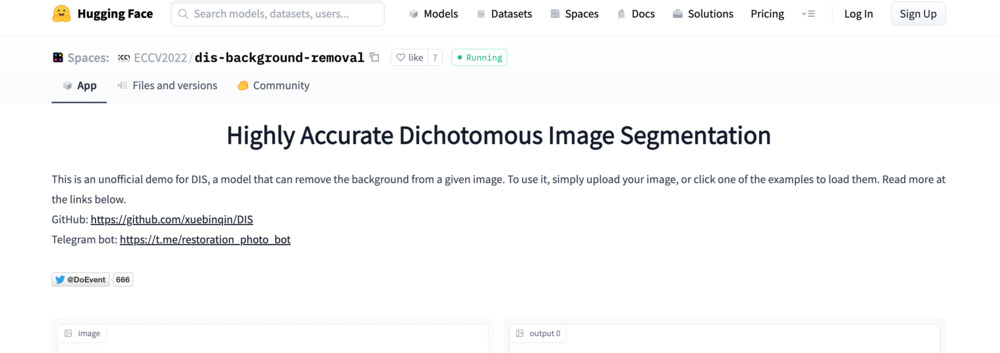 Hugging Face
Search models, datasets, users...
Models
Datasets
Spaces
Docs
Solutions
Pricing
Log In
Sign Up
Spaces: ECCV2022/dis-background-removal
like 7
Running
App
Files and versions
Community
Highly Accurate Dichotomous Image Segmentation
This is an unofficial demo for DIS, a model that can remove the background from a given image. To use it, simply upload your image, or click one of the examples to load them. Read more at
the links below.
GitHub: https://github.com/xuebinqin/DIS
Telegram bot: https://t.me/restoration_photo_bot
@DoEvent 666
image
output 0